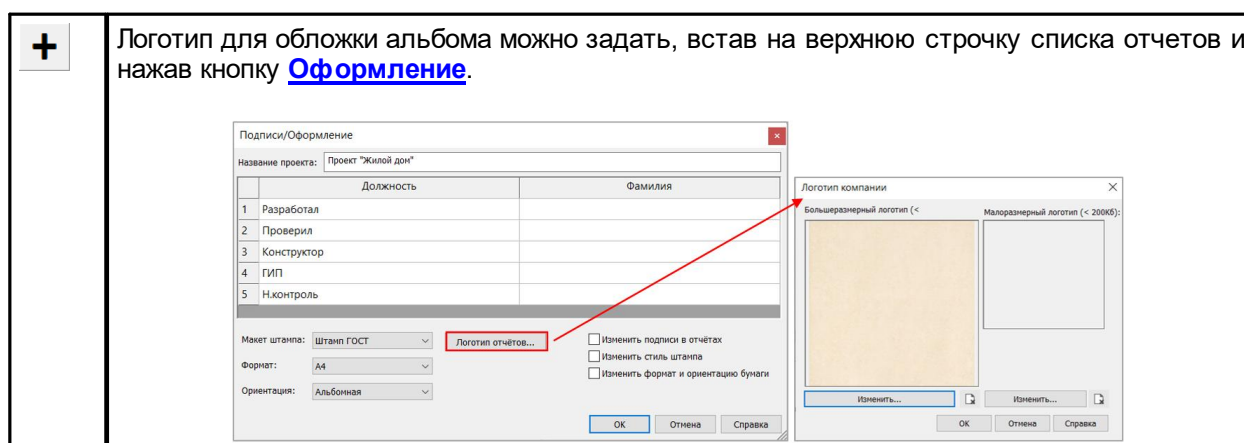 Логотип для обложки альбома можно задать, встав на верхнюю строчку списка отчетов и
нажав кнопку Оформление.
Подписи/Оформление
Название проекта: Проект "Жилой дом"
Должность Фамилия
1 Разработал
2 Проверил
3 Конструктор
4 ГИП
5 Н.контроль
Макет штампа: Штамп ГОСТ
Формат: А4
Ориентация: Альбомная
Логотип отчётов...
Изменить подписи в отчётах
Изменить стиль штампа
Изменить формат и ориентацию бумаги
ОК Отмена Справка
Логотип компании
Большеразмерный логотип (<
Малоразмерный логотип (< 200Кб):
Изменить... Изменить...
ОК Отмена Справка